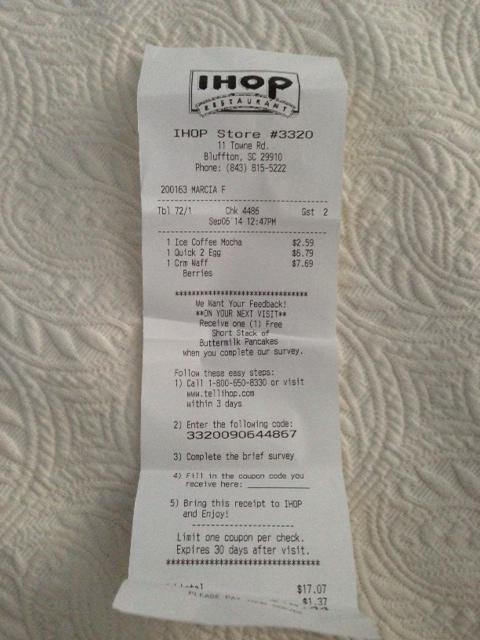 IHOP
RESTAURANT
IHOP Store #3320
11 Towne Rd.
Bluffton, SC 29910
Phone: (843) 815-5222
200163 MARCIA F
Tbl 72/1 Chk 4486 Gst 2
Sep06'14 12:47PM
1 Ice Coffee Mocha $2.59
1 Quick 2 Egg $6.79
1 Crm Waff $7.69
Berries
****************************
We Want Your Feedback!
**ON YOUR NEXT VISIT**
Receive one (1) Free
Short Stack of
Buttermilk Pancakes
when you complete our survey.
Follow these easy steps:
1) Call 1-800-650-8330 or visit
www.tellihop.com
within 3 days
2) Enter the following code:
3320090644867
3) Complete the brief survey
4) Fill in the coupon code you
receive here: ____________
5) Bring this receipt to IHOP
and Enjoy!
--------------------
Limit one coupon per check.
Expires 30 days after visit.
******************************
$17.07
PLEASE PAY $1.37